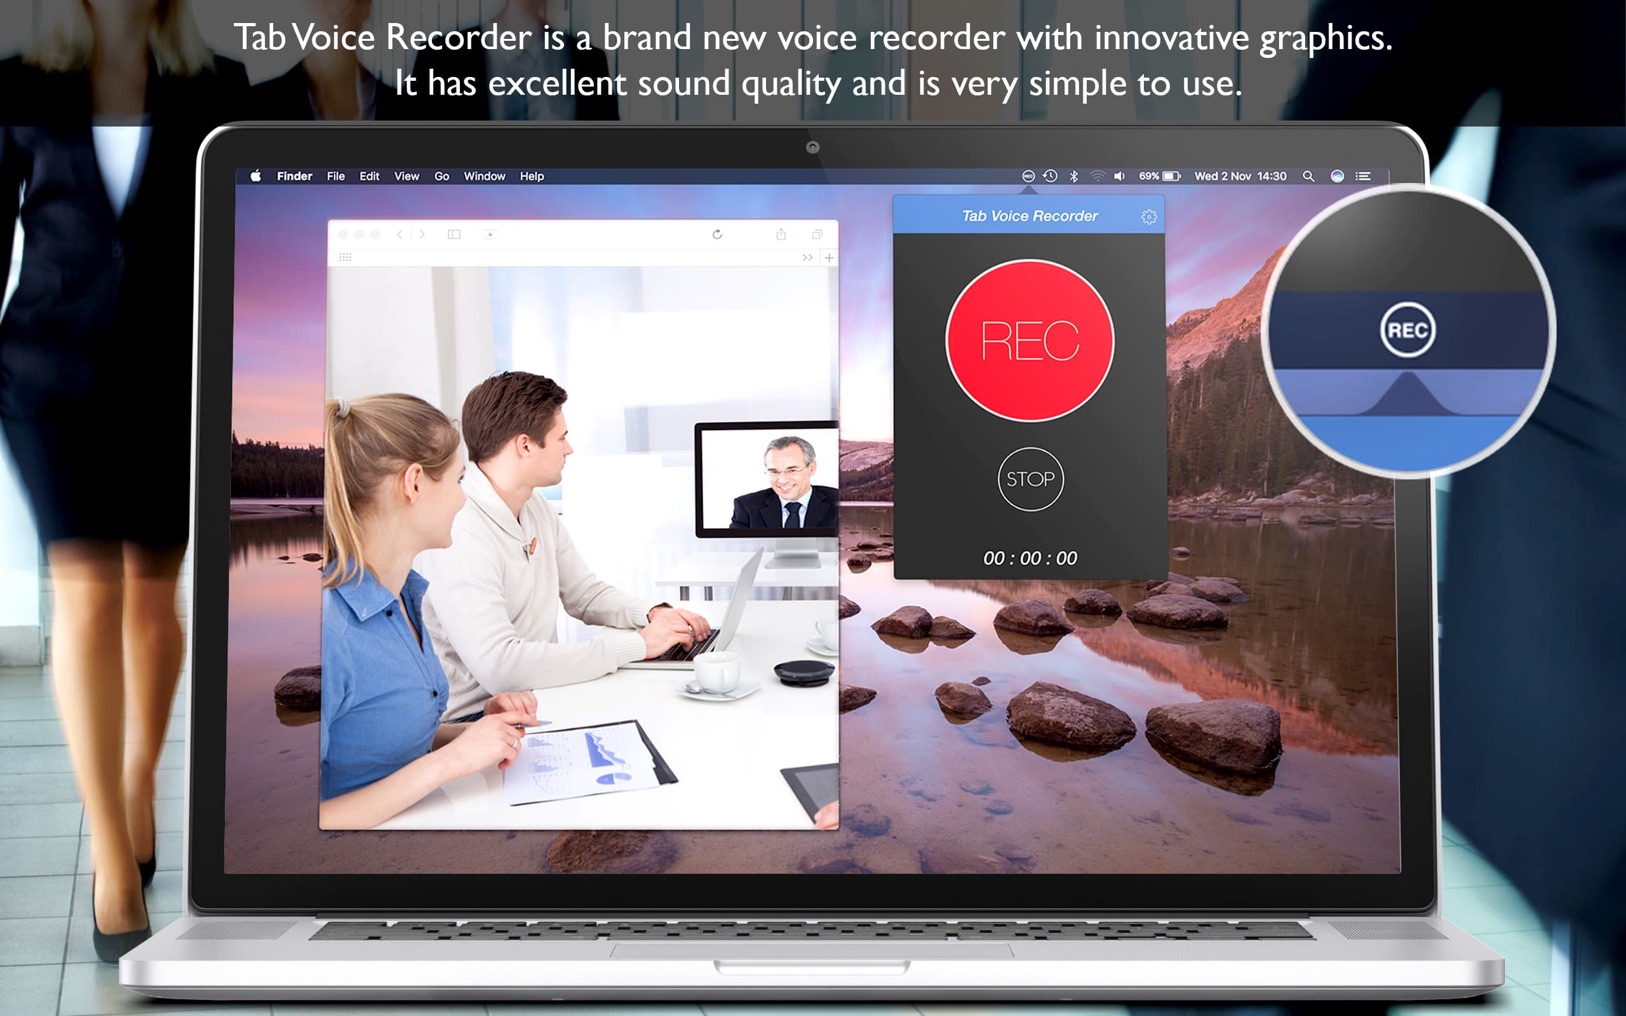 Tab Voice Recorder is a brand new voice recorder with innovative graphics.
It has excellent sound quality and is very simple to use.
Finder File Edit View Go Window Help
REC 69% Wed 2 Nov 14:30
Tab Voice Recorder
REC
STOP
00 : 00 : 00
REC